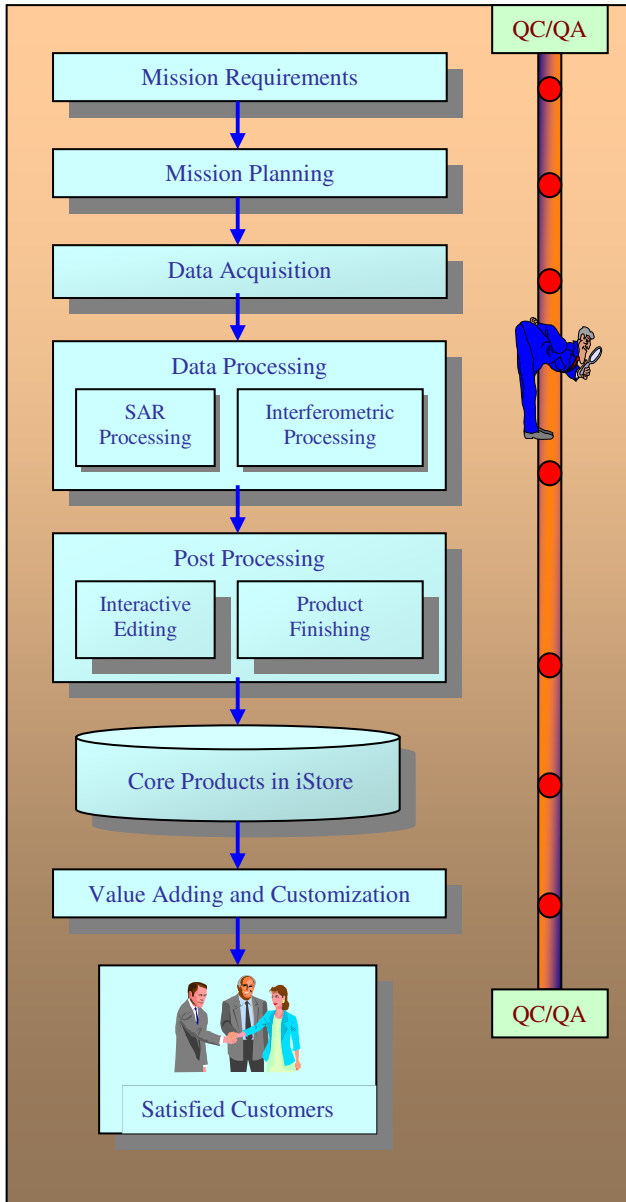 QC/QA
Mission Requirements
Mission Planning
Data Acquisition
Data Processing
SAR
Processing
Interferometric
Processing
Post Processing
Interactive
Editing
Product
Finishing
Core Products in iStore
Value Adding and Customization
QC/QA
Satisfied Customers